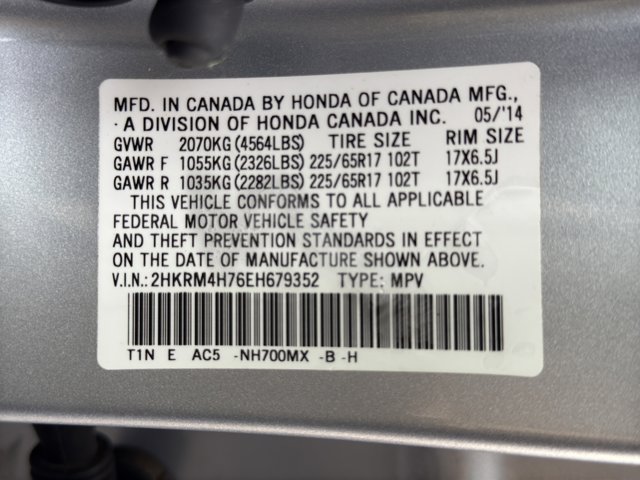 MFD. IN CANADA BY HONDA OF CANADA MFG.,
· A DIVISION OF HONDA CANADA INC. 05/'14
GVWR 2070KG (4564LBS) TIRE SIZE RIM SIZE
GAWR F 1055KG (2326LBS) 225/65R17 102T 17X6.5J
GAWR R 1035KG (2282LBS) 225/65R17 102T 17X6.5J
THIS VEHICLE CONFORMS TO ALL APPLICABLE
FEDERAL MOTOR VEHICLE SAFETY
AND THEFT PREVENTION STANDARDS IN EFFECT
ON THE DATE OF MANUFACTURE SHOWN ABOVE.
V.I.N.: 2HKRM4H76EH679352 TYPE: MPV
T1N E AC5 -NH700MX -B -H